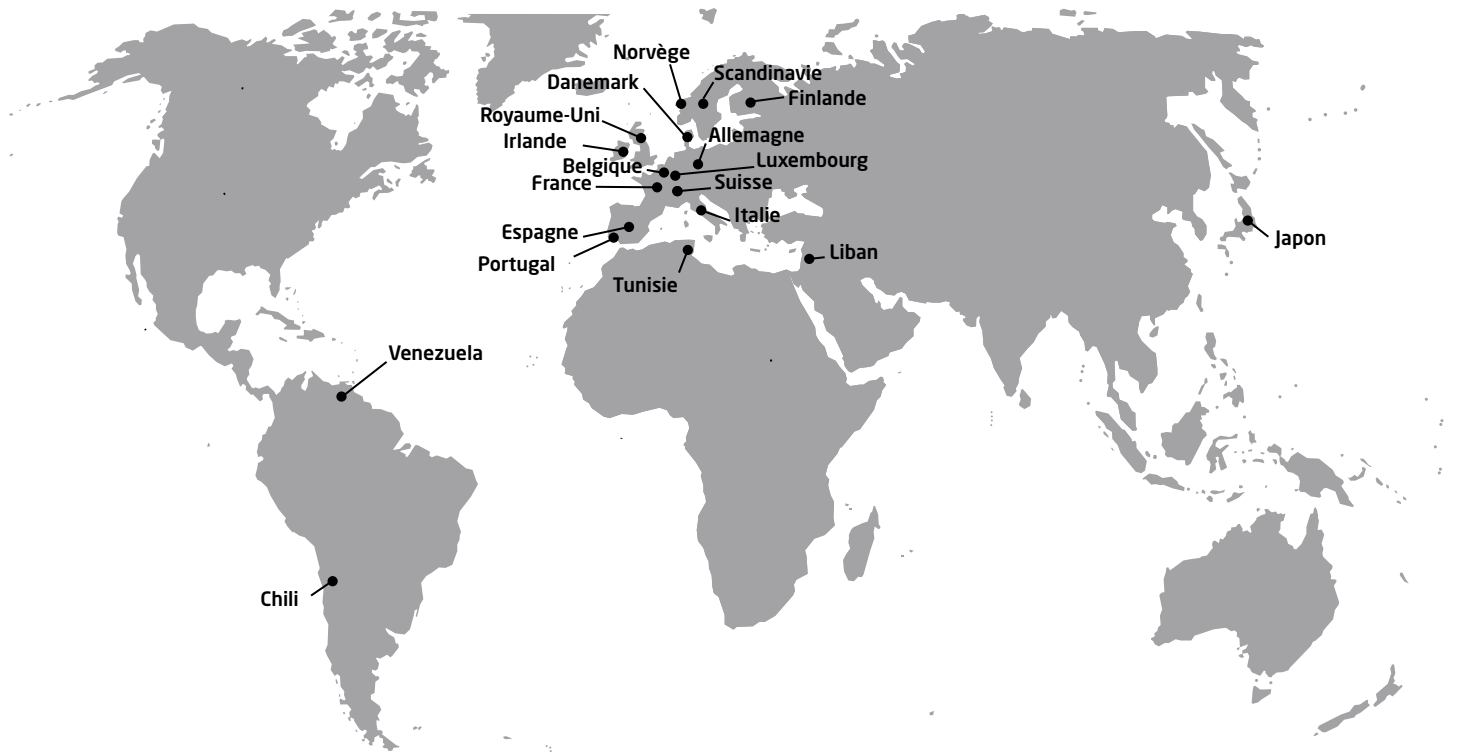 Norvège
Scandinavie
Danemark
Finlande
Royaume-Uni
Allemagne
Irlande
Luxembourg
Belgique
France
Suisse
Italie
Espagne
Japon
Liban
Portugal
Tunisie
Venezuela
Chili